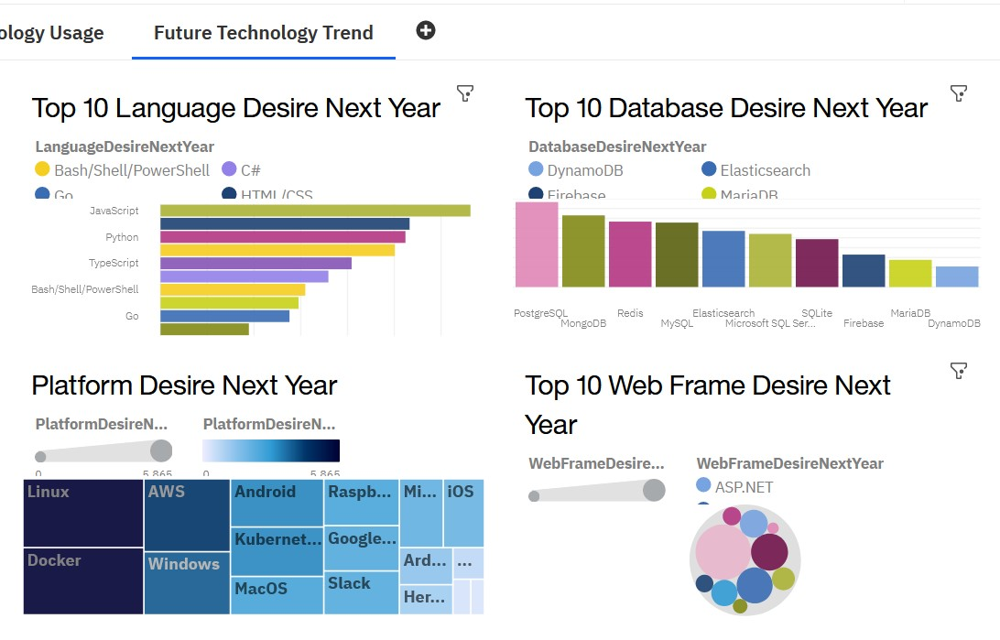 ology Usage
Future Technology Trend
Top 10 Language Desire Next Year
LanguageDesireNextYear
Bash/Shell/PowerShell
C#
Go
HTML/CSS
JavaScript
Python
TypeScript
Bash/Shell/PowerShell
Go
Top 10 Database Desire Next Year
DatabaseDesireNextYear
DynamoDB
Elasticsearch
Firebase
MariaDB
PostgreSQL
MongoDB
Redis
MySQL
Elasticsearch
Microsoft SQL Ser...
SQLite
Firebase
MariaDB
DynamoDB
Platform Desire Next Year
PlatformDesireN...
PlatformDesireN...
0 5,865
0 5,865
Linux
AWS
Android
Raspb...
Mi...
iOS
Docker
Windows
Kubernet...
MacOS
Google...
Slack
Ard...
...
Her...
Top 10 Web Frame Desire Next
Year
WebFrameDesire...
WebFrameDesireNextYear
ASP.NET